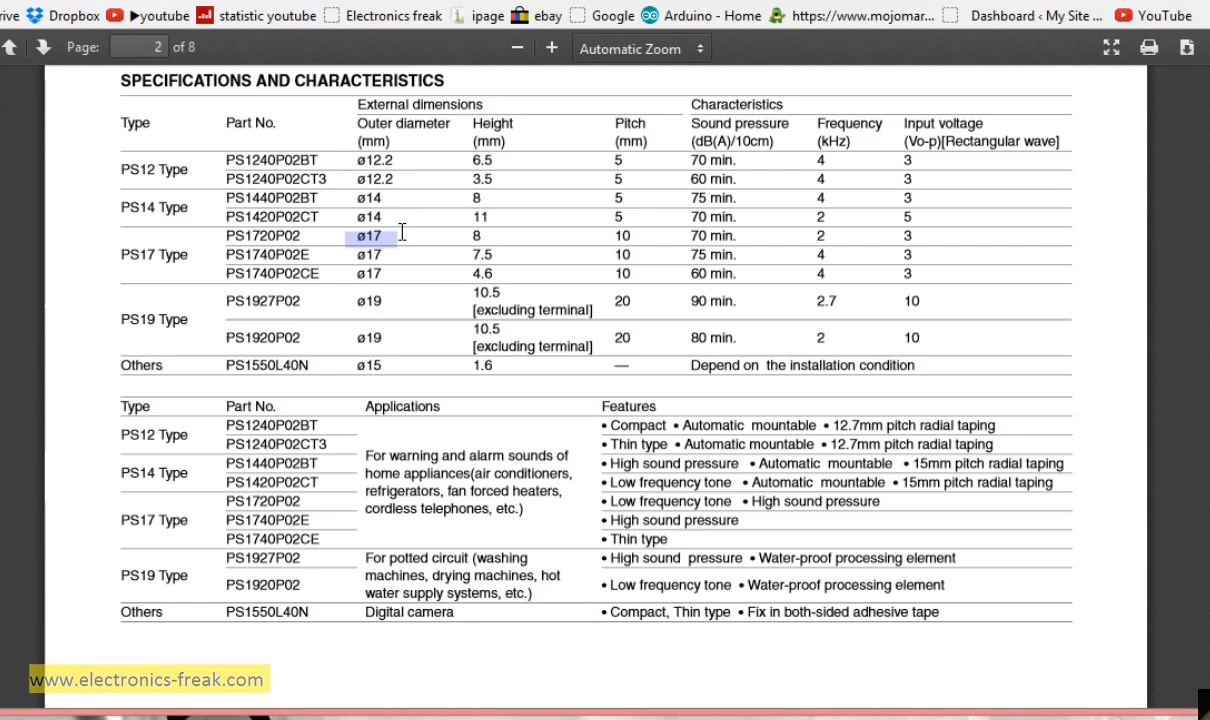 rive Dropbox ▶youtube statistic youtube Electronics freak ipage ebay Google Arduino - Home https://www.mojomar... Dashboard ‹ My Site ... YouTube
Page: 2 of 8 − + Automatic Zoom
SPECIFICATIONS AND CHARACTERISTICS
External dimensions Characteristics
Type Part No. Outer diameter Height Pitch Sound pressure Frequency Input voltage
(mm) (mm) (mm) (dB(A)/10cm) (kHz) (Vo-p)[Rectangular wave]
PS12 Type PS1240P02BT ø12.2 6.5 5 70 min. 4 3
PS1240P02CT3 ø12.2 3.5 5 60 min. 4 3
PS14 Type PS1440P02BT ø14 8 5 75 min. 4 3
PS1420P02CT ø14 11 5 70 min. 2 5
PS1720P02 ø17 8 10 70 min. 2 3
PS17 Type PS1740P02E ø17 7.5 10 75 min. 4 3
PS1740P02CE ø17 4.6 10 60 min. 4 3
PS19 Type PS1927P02 ø19 10.5 20 90 min. 2.7 10
[excluding terminal]
PS1920P02 ø19 10.5 20 80 min. 2 10
[excluding terminal]
Others PS1550L40N ø15 1.6 — Depend on the installation condition
Type Part No. Applications Features
PS12 Type PS1240P02BT • Compact • Automatic mountable • 12.7mm pitch radial taping
PS1240P02CT3 • Thin type • Automatic mountable • 12.7mm pitch radial taping
For warning and alarm sounds of
PS14 Type PS1440P02BT • High sound pressure • Automatic mountable • 15mm pitch radial taping
home appliances(air conditioners,
PS1420P02CT • Low frequency tone • Automatic mountable • 15mm pitch radial taping
refrigerators, fan forced heaters,
PS1720P02 • Low frequency tone • High sound pressure
cordless telephones, etc.)
PS17 Type PS1740P02E • High sound pressure
PS1740P02CE • Thin type
PS1927P02 For potted circuit (washing • High sound pressure • Water-proof processing element
PS19 Type machines, drying machines, hot
PS1920P02 water supply systems, etc.) • Low frequency tone • Water-proof processing element
Others PS1550L40N Digital camera • Compact, Thin type • Fix in both-sided adhesive tape
www.electronics-freak.com